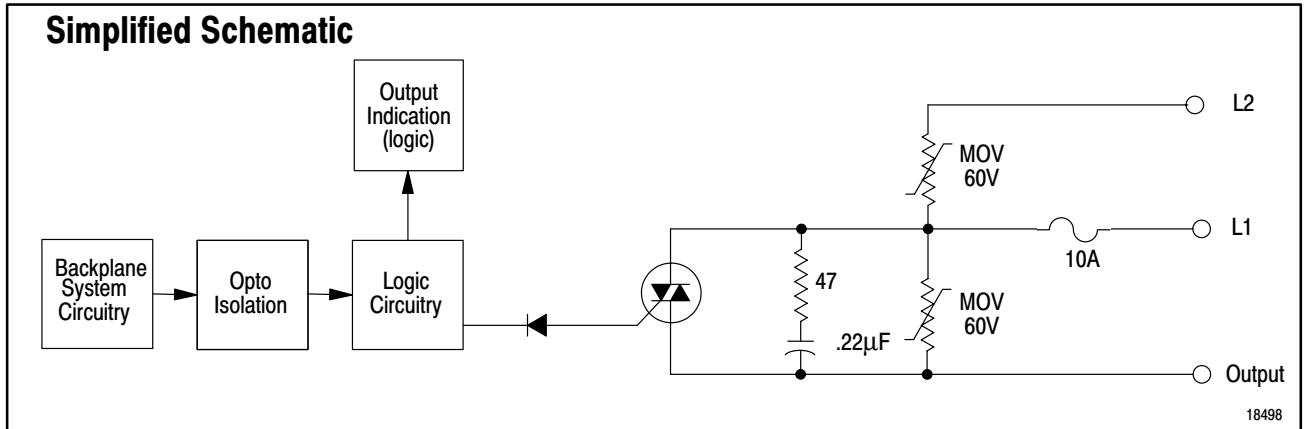 Simplified Schematic
Output
Indication
(logic)
Backplane
System
Circuitry
Opto
Isolation
Logic
Circuitry
47
.22µF
MOV
60V
MOV
60V
10A
L2
L1
Output
18498